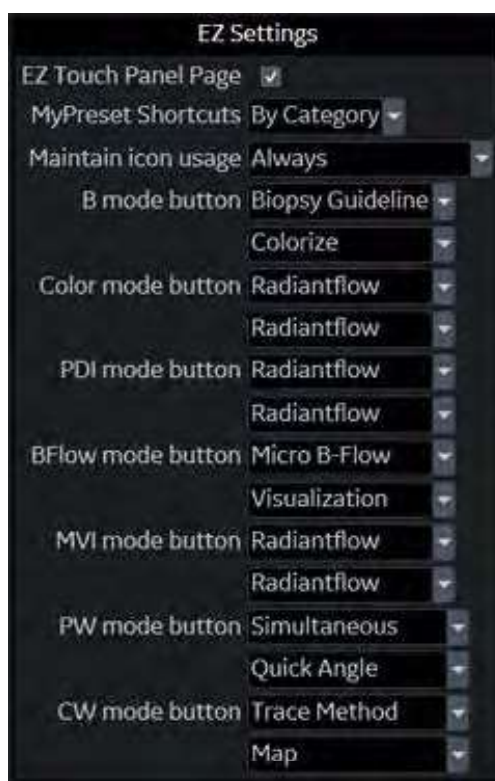 EZ Settings
EZ Touch Panel Page
MyPreset Shortcuts By Category
Maintain icon usage Always
B mode button Biopsy Guideline
Colorize
Color mode button Radiantflow
Radiantflow
PDI mode button Radiantflow
Radiantflow
BFlow mode button Micro B-Flow
Visualization
MVI mode button Radiantflow
Radiantflow
PW mode button Simultaneous
Quick Angle
CW mode button Trace Method
Map